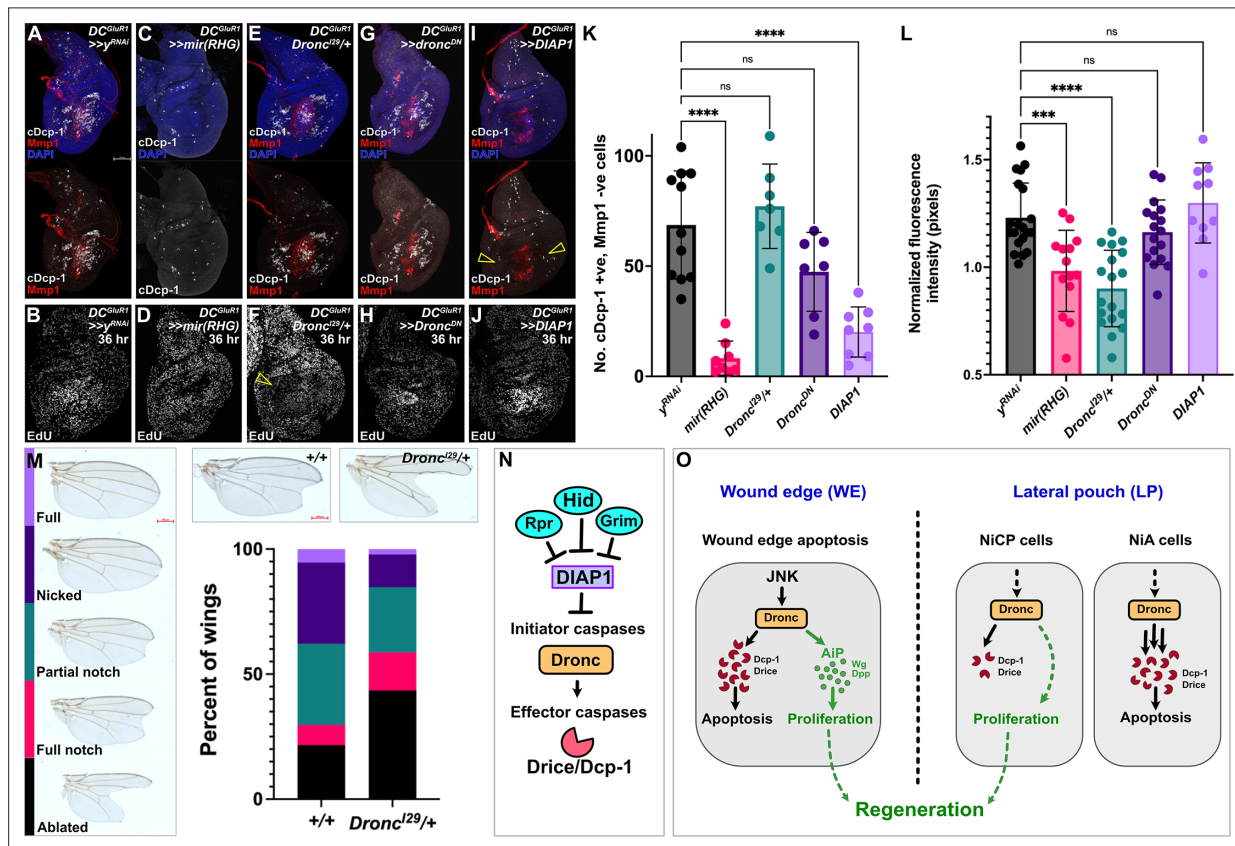 A
DC^GluR1
>>y^RNAi
cDcp-1
Mmp1
DAPI
cDcp-1
Mmp1
C
DC^GluR1
>>mir(RHG)
cDcp-1
DAPI
cDcp-1
E
DC^GluR1
Dronc^I29/+
cDcp-1
Mmp1
DAPI
cDcp-1
Mmp1
G
DC^GluR1
>>dronc^DN
cDcp-1
Mmp1
DAPI
cDcp-1
Mmp1
I
DC^GluR1
>>DIAP1
cDcp-1
Mmp1
DAPI
cDcp-1
Mmp1
B
DC^GluR1
>>y^RNAi
36 hr
EdU
D
DC^GluR1
>>mir(RHG)
36 hr
EdU
F
DC^GluR1
Dronc^I29/+
36 hr
EdU
H
DC^GluR1
>>Dronc^DN
36 hr
EdU
J
DC^GluR1
>>DIAP1
36 hr
EdU
K
****
ns
ns
****
No. cDcp-1 +ve, Mmp1 -ve cells
100
50
0
y^RNAi
mir(RHG)
Dronc^I29/+
Dronc^DN
DIAP1
L
ns
ns
****
***
Normalized fluorescence
intensity (pixels)
1.5
1.0
0.5
y^RNAi
mir(RHG)
Dronc^I29/+
Dronc^DN
DIAP1
M
Full
Nicked
Partial notch
Full notch
Ablated
+/+
Dronc^I29/+
Percent of wings
100
50
0
+/+
Dronc^I29/+
N
Rpr
Hid
Grim
DIAP1
Initiator caspases
Dronc
Effector caspases
Drice/Dcp-1
O
Wound edge (WE)
Lateral pouch (LP)
Wound edge apoptosis
JNK
Dronc
Dcp-1
Drice
AiP
Wg
Dpp
Apoptosis
Proliferation
NiCP cells
Dronc
Dcp-1
Drice
Proliferation
NiA cells
Dronc
Dcp-1
Drice
Apoptosis
Regeneration